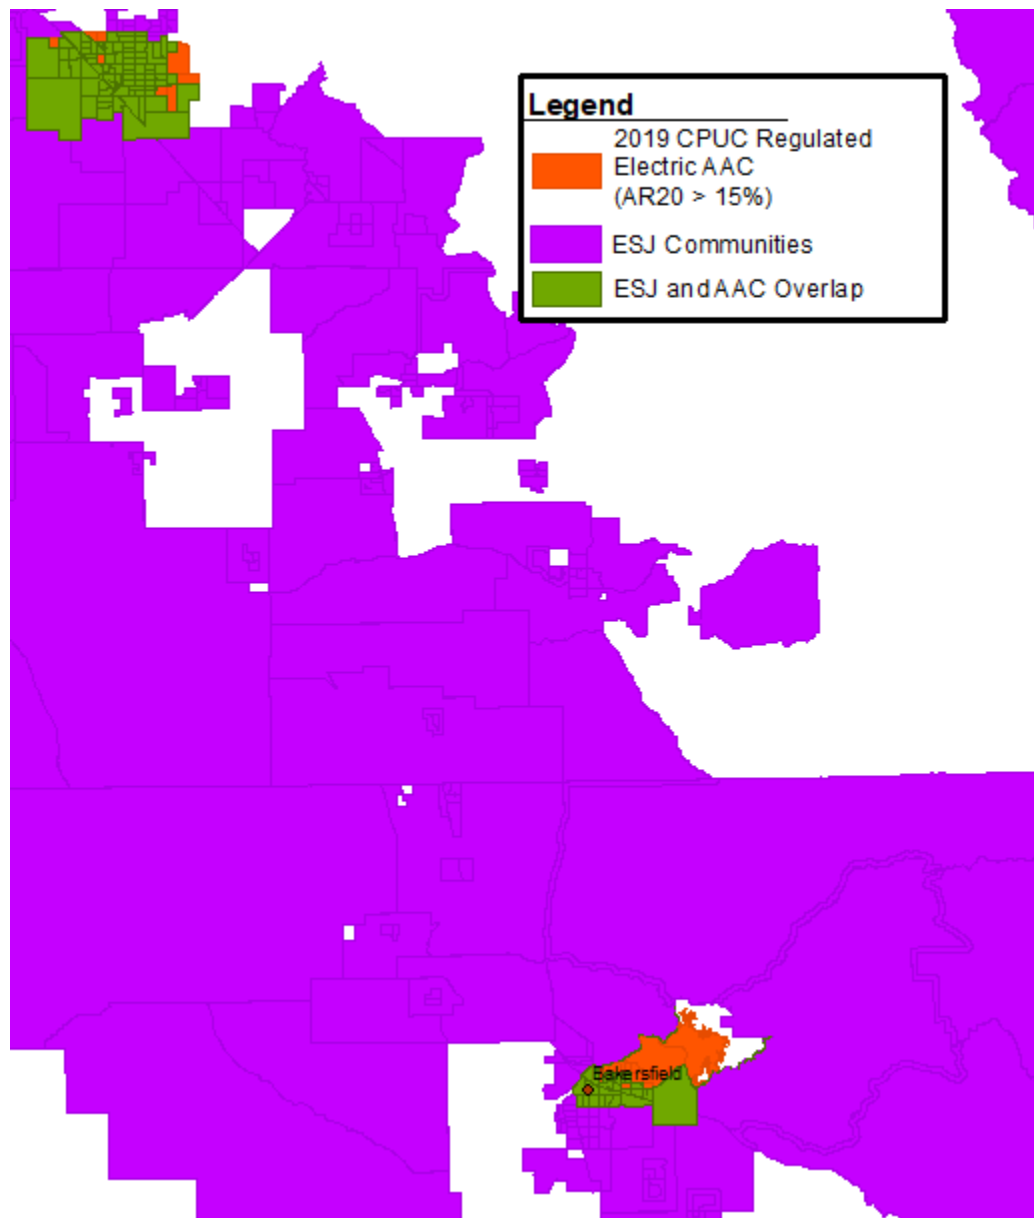 Legend
2019 CPUC Regulated
Electric AAC
(AR20 > 15%)
ESJ Communities
ESJ and AAC Overlap
Bakersfield